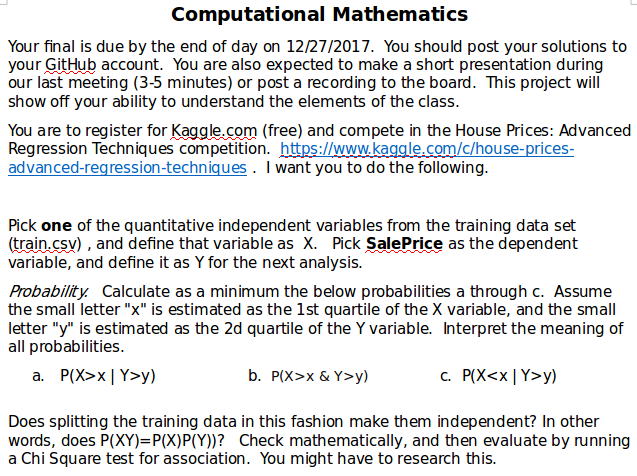 Computational Mathematics
Your final is due by the end of day on 12/27/2017.  You should post your solutions to
your GitHub account.  You are also expected to make a short presentation during
our last meeting (3-5 minutes) or post a recording to the board.  This project will
show off your ability to understand the elements of the class.
You are to register for Kaggle.com (free) and compete in the House Prices: Advanced
Regression Techniques competition.  https://www.kaggle.com/c/house-prices-
advanced-regression-techniques .  I want you to do the following.
Pick one of the quantitative independent variables from the training data set
(train.csv) , and define that variable as  X.   Pick SalePrice as the dependent
variable, and define it as Y for the next analysis.
Probability.  Calculate as a minimum the below probabilities a through c.  Assume
the small letter "x" is estimated as the 1st quartile of the X variable, and the small
letter "y" is estimated as the 2d quartile of the Y variable.  Interpret the meaning of
all probabilities.
a.   P(X>x | Y>y)   b.  P(X>x & Y>y)   c.  P(X<x | Y>y)
Does splitting the training data in this fashion make them independent? In other
words, does P(XY)=P(X)P(Y))?   Check mathematically, and then evaluate by running
a Chi Square test for association.  You might have to research this.